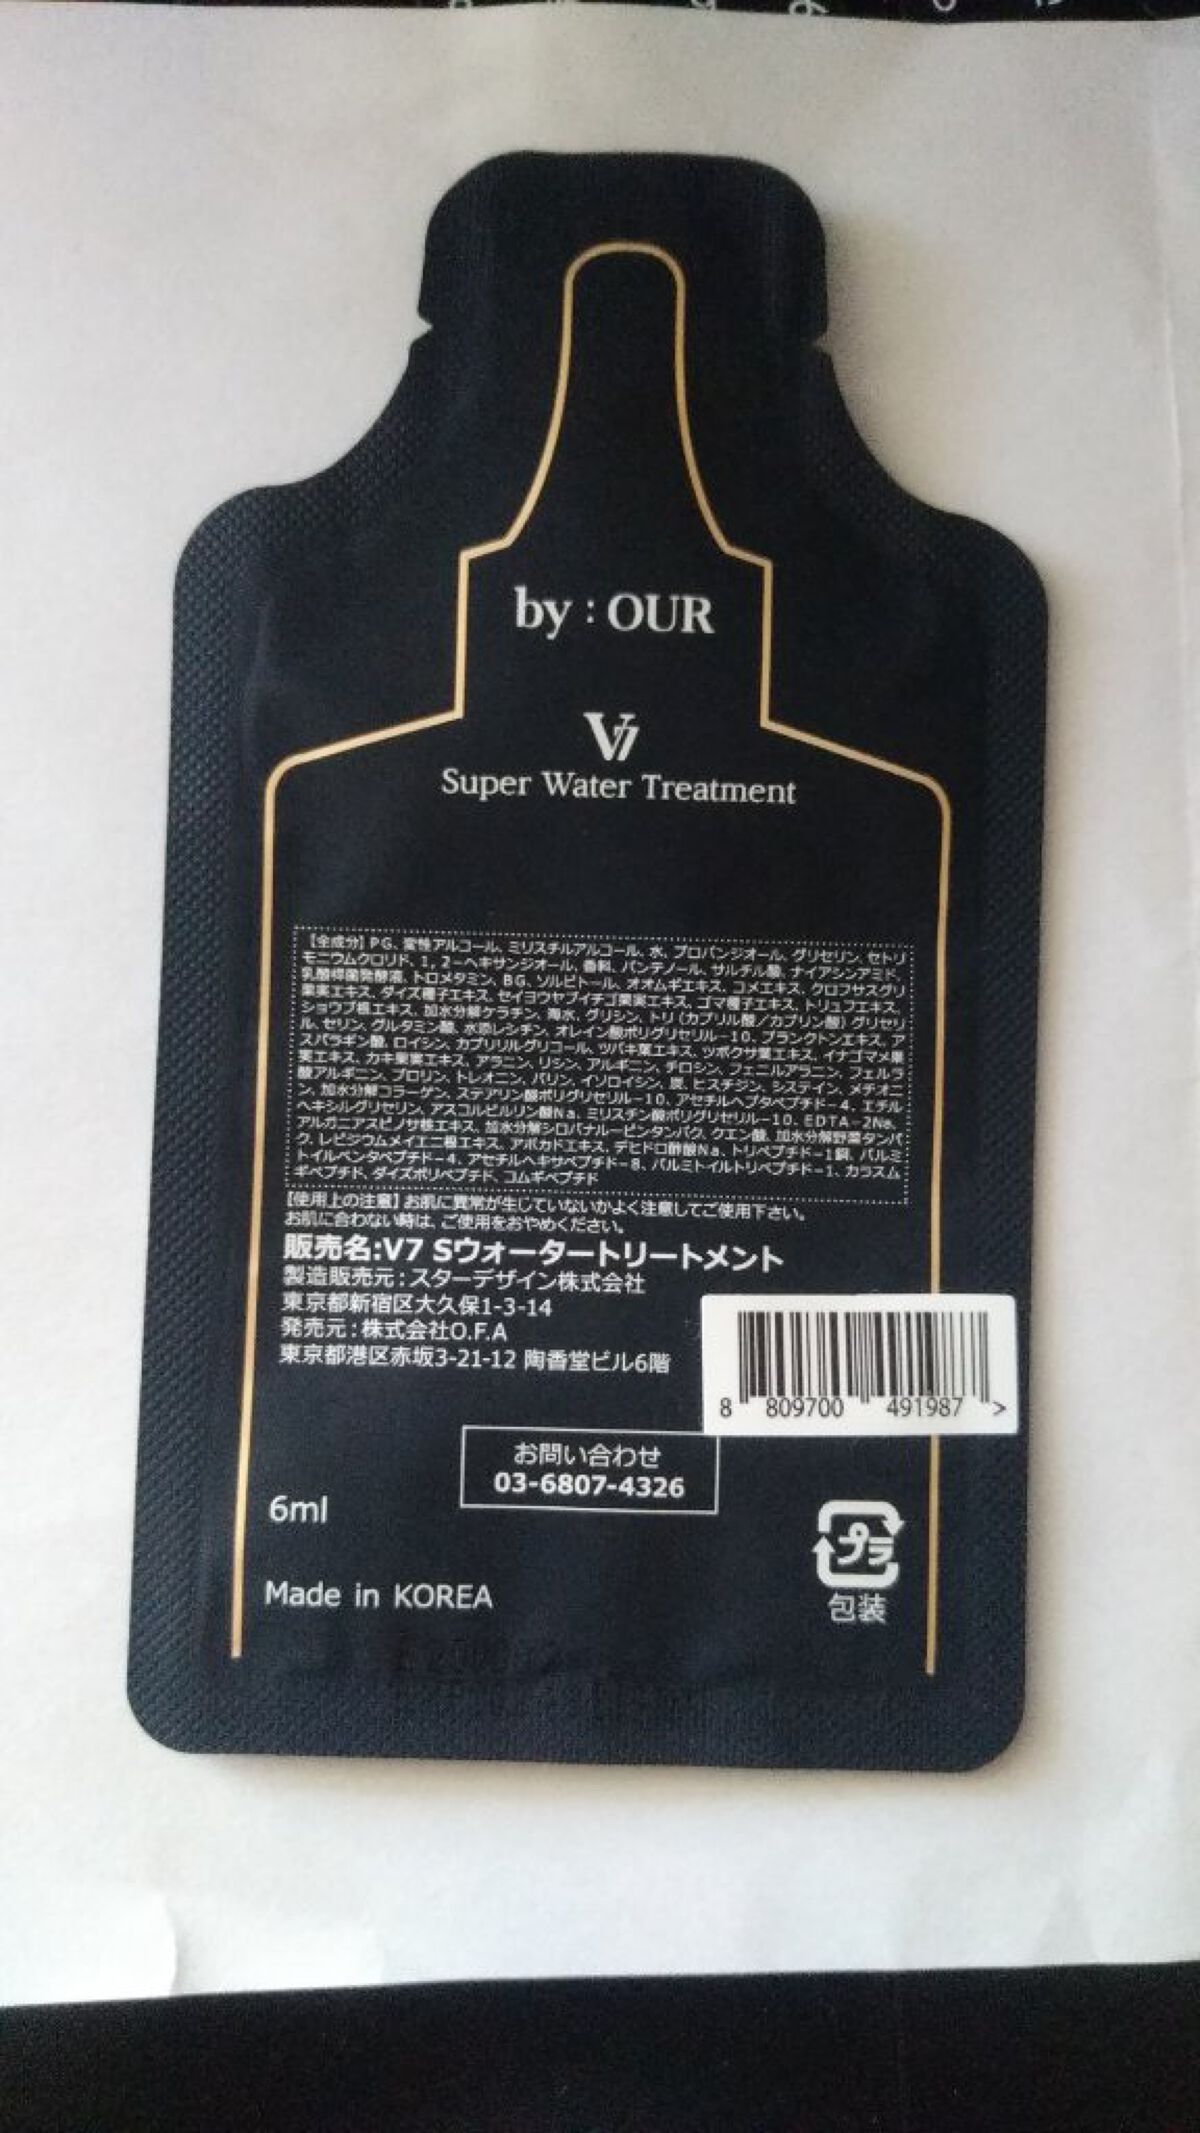 by : OUR
V7
Super Water Treatment
【全成分】PG、変性アルコール、ミリスチルアルコール、水、プロパンジオール、グリセリン、セトリ
モニウムクロリド、1，2-ヘキサンジオール、香料、パンテノール、サルチル酸、ナイアシンアミド、
乳酸桿菌発酵液、トロメタミン、BG、ソルビトール、オオムギエキス、コメエキス、クロフサスグリ
果実エキス、ダイズ種子エキス、セイヨウヤブイチゴ果実エキス、ゴマ種子エキス、トリュフエキス、
ショウブ根エキス、加水分解ケラチン、海水、グリシン、トリ（カプリル酸／カプリン酸）グリセリ
ル、セリン、グルタミン酸、水添レシチン、オレイン酸ポリグリセリル-10、プランクトンエキス、ア
スパラギン酸、ロイシン、カプリリルグリコール、ツバキ葉エキス、ツボクサ葉エキス、イナゴマメ果
実エキス、カキ果実エキス、アラニン、リシン、アルギニン、チロシン、フェニルアラニン、フェルラ
酸アルギニン、プロリン、トレオニン、バリン、イソロイシン、炭、ヒスチジン、システイン、メチオニ
ン、加水分解コラーゲン、ステアリン酸ポリグリセリル-10、アセチルヘプタペプチド-4、エチル
ヘキシルグリセリン、アスコルビルリン酸Na、ミリスチン酸ポリグリセリル-10、EDTA-2Na、
アルガニアスピノサ核エキス、加水分解シロバナルーピンタンパク、クエン酸、加水分解野菜タンパ
ク、レピジウムメイエニ根エキス、アボカドエキス、デヒドロ酢酸Na、トリペプチド-1銅、パルミ
トイルペンタペプチド-4、アセチルヘキサペプチド-8、パルミトイルトリペプチド-1、カラスム
ギペプチド、ダイズポリペプチド、コムギペプチド
【使用上の注意】お肌に異常が生じていないかよく注意してご使用下さい。
お肌に合わない時は、ご使用をおやめください。
販売名:V7 Sウォータートリートメント
製造販売元：スターデザイン株式会社
東京都新宿区大久保1-3-14
発売元：株式会社O.F.A
東京都港区赤坂3-21-12 陶香堂ビル6階
8 809700 491987 >
お問い合わせ
03-6807-4326
6ml
プラ
包装
Made in KOREA